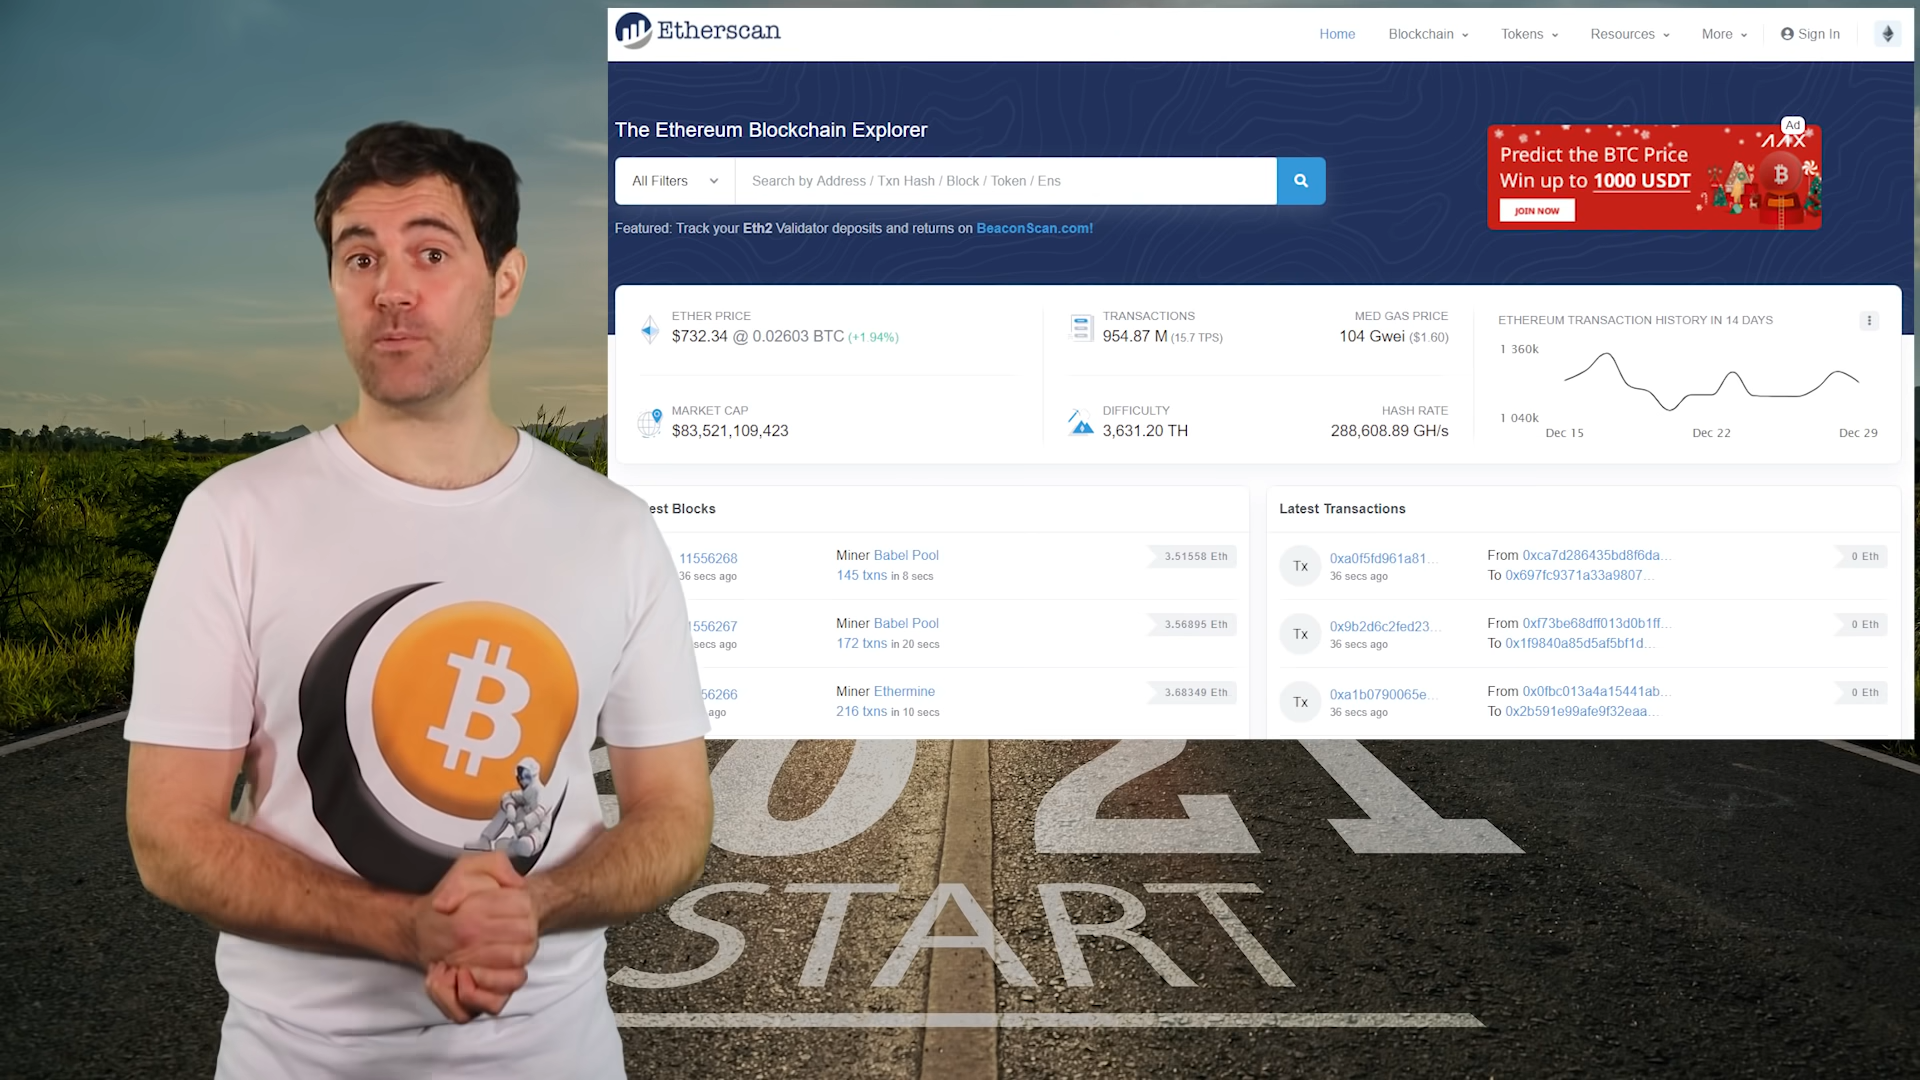 Etherscan
Home Blockchain Tokens Resources More Sign In
The Ethereum Blockchain Explorer
All Filters Search by Address / Txn Hash / Block / Token / Ens
Featured: Track your Eth2 Validator deposits and returns on BeaconScan.com!
Ad
AAX
Predict the BTC Price
Win up to 1000 USDT
JOIN NOW
ETHER PRICE
$732.34 @ 0.02603 BTC (+1.94%)
MARKET CAP
$83,521,109,423
TRANSACTIONS
954.87 M (15.7 TPS)
MED GAS PRICE
104 Gwei ($1.60)
DIFFICULTY
3,631.20 TH
HASH RATE
288,608.89 GH/s
ETHEREUM TRANSACTION HISTORY IN 14 DAYS
1 360k
1 040k
Dec 15 Dec 22 Dec 29
est Blocks
11556268
36 secs ago
Miner Babel Pool
145 txns in 8 secs
3.51558 Eth
1556267
secs ago
Miner Babel Pool
172 txns in 20 secs
3.56895 Eth
56266
ago
Miner Ethermine
216 txns in 10 secs
3.68349 Eth
Latest Transactions
Tx
0xa0f5fd961a81...
36 secs ago
From 0xca7d286435bd8f6da...
To 0x697fc9371a33a9807...
0 Eth
Tx
0x9b2d6c2fed23...
36 secs ago
From 0xf73be68dff013d0b1ff...
To 0x1f9840a85d5af5bf1d...
0 Eth
Tx
0xa1b0790065e...
36 secs ago
From 0x0fbc013a4a15441ab...
To 0x2b591e99afe9f32eaa...
0 Eth
2021
START